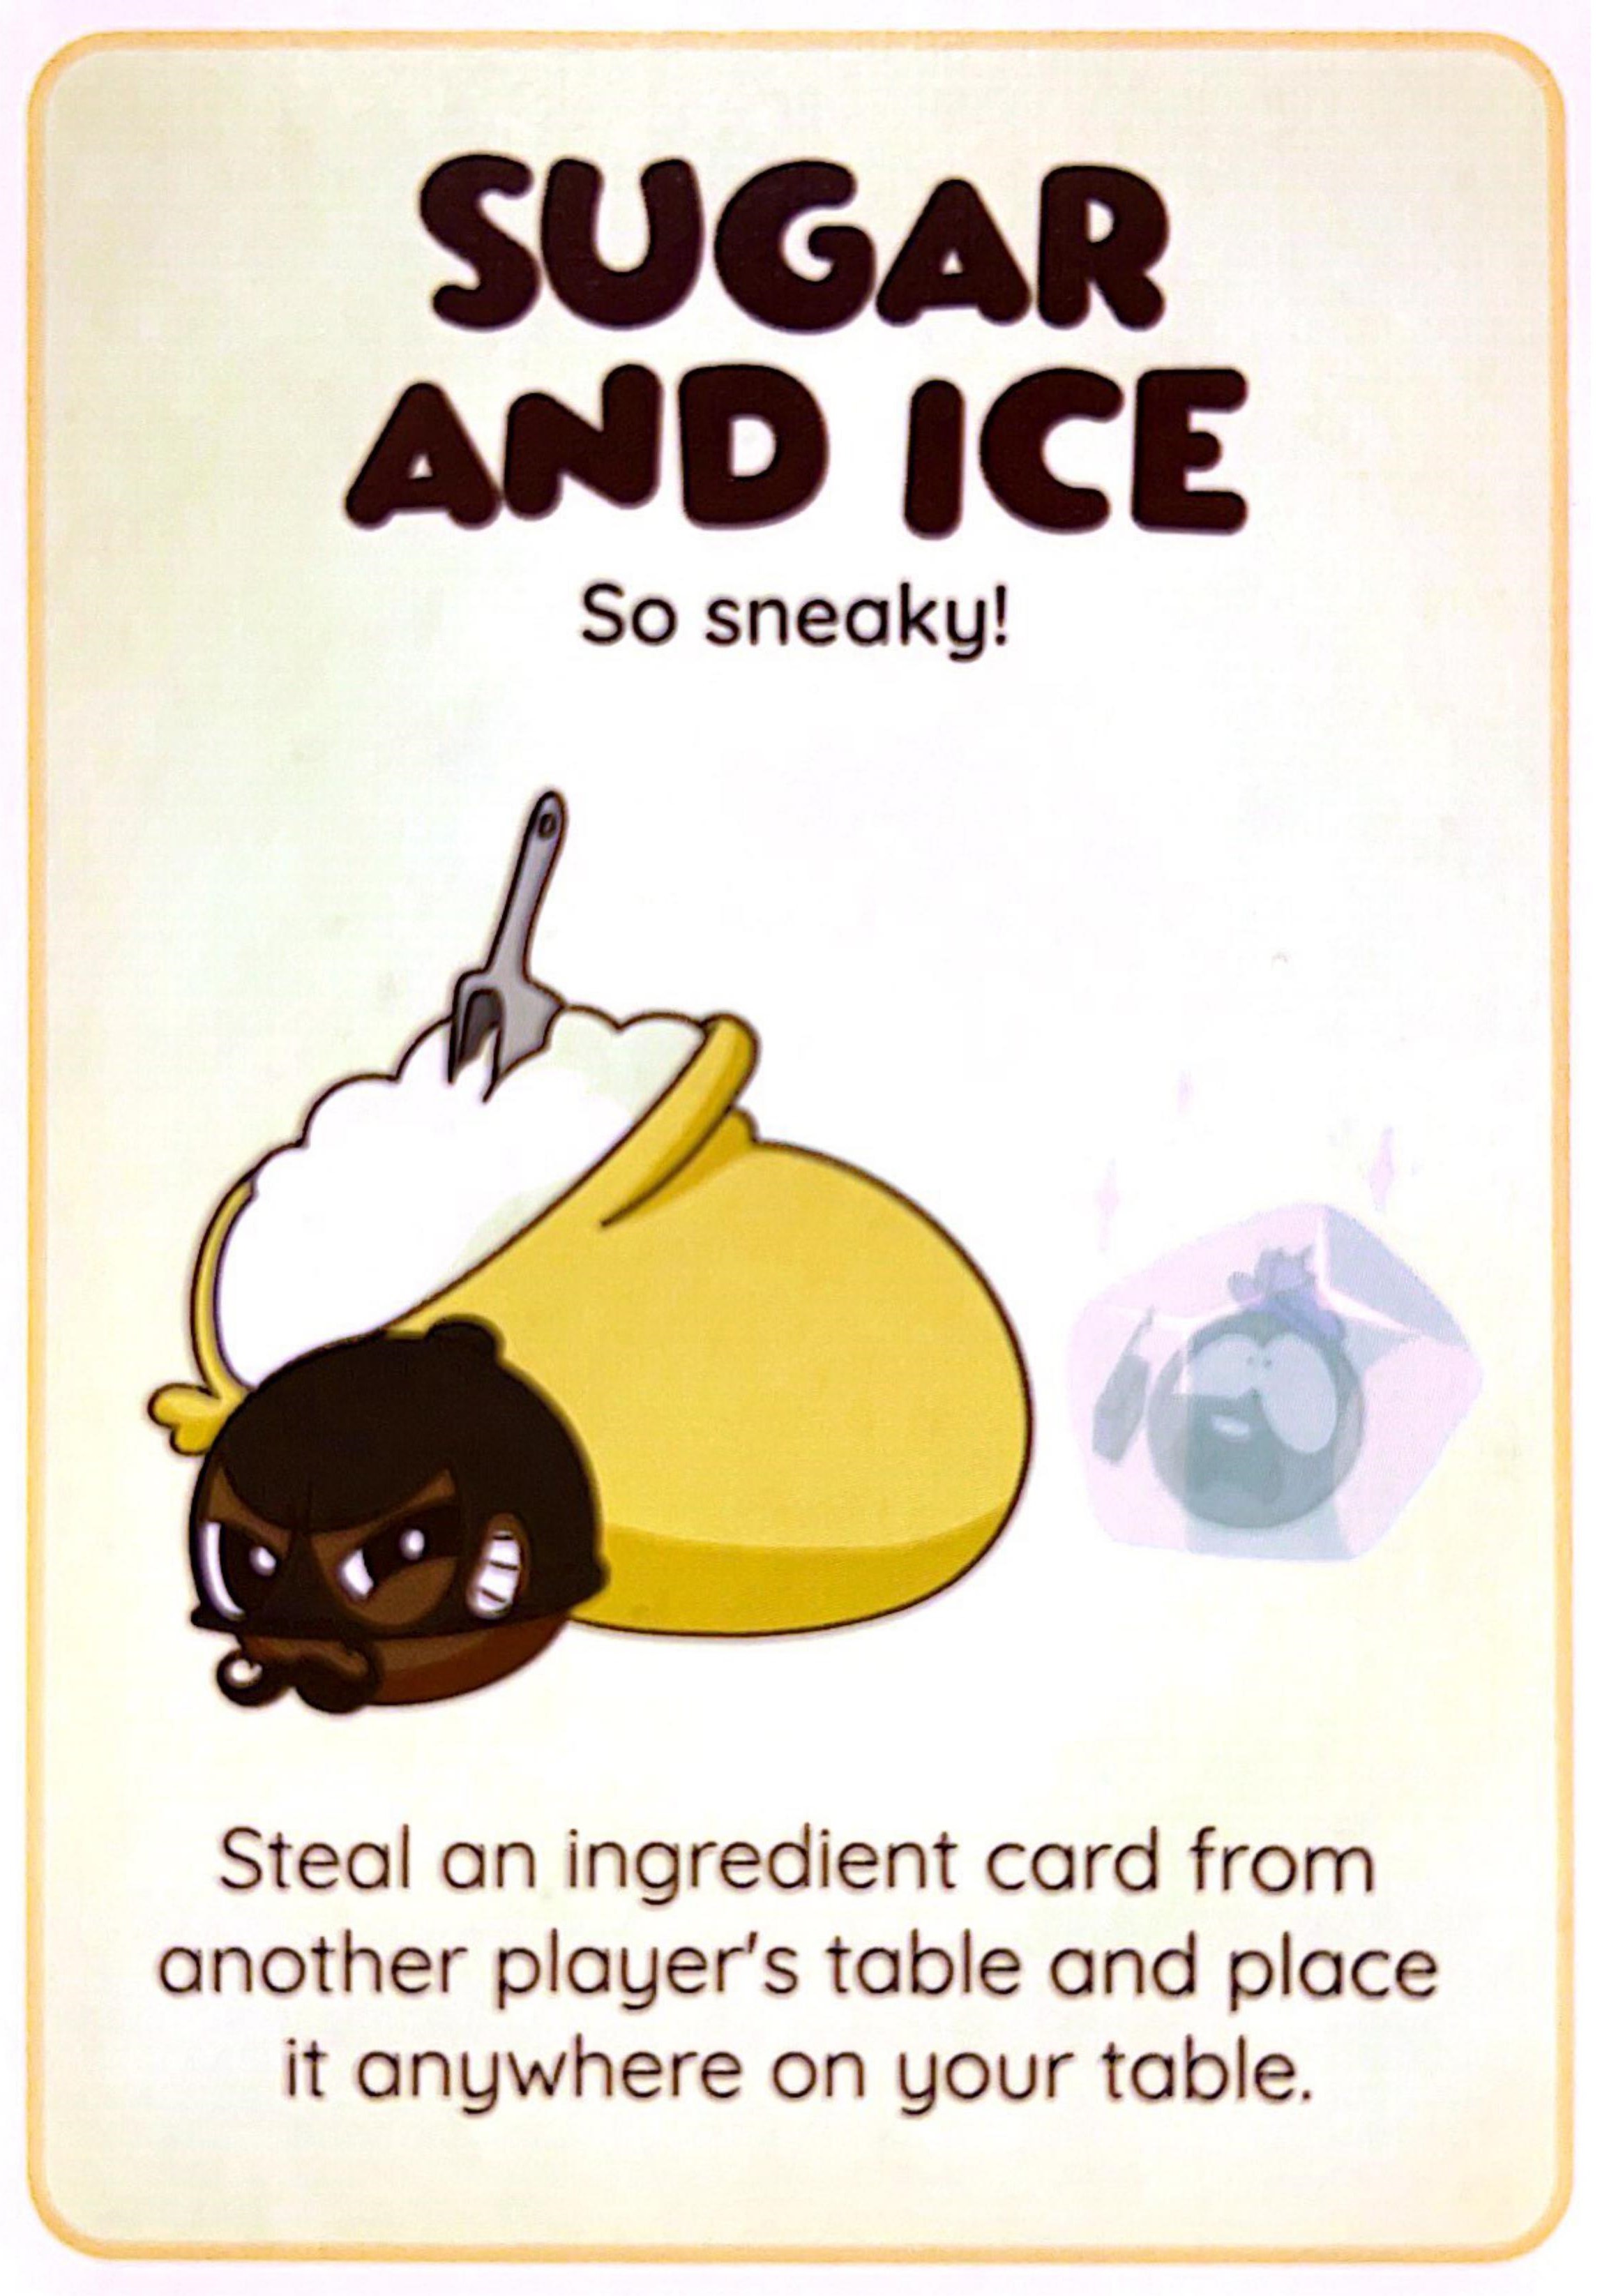 SUGAR
AND ICE
So sneaky!
Steal an ingredient card from
another player's table and place
it anywhere on your table.